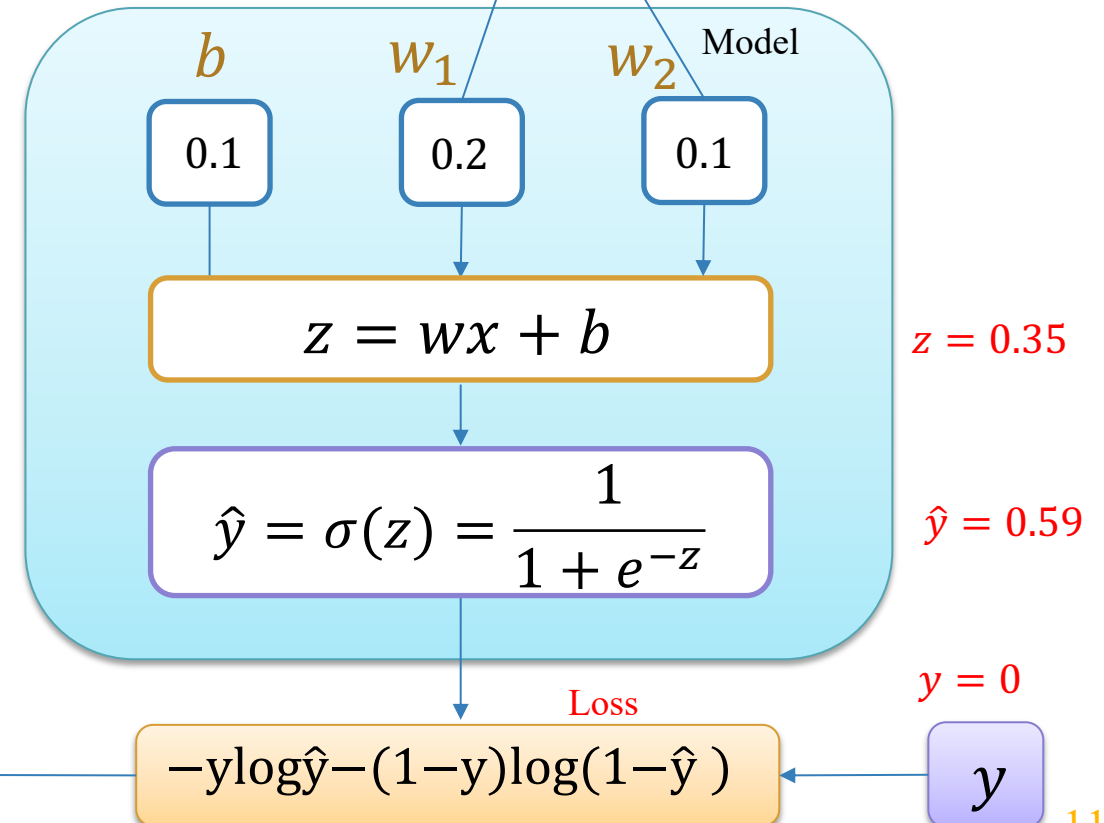 Model
b w₁ w₂
0.1 0.2 0.1
z = wx + b
z = 0.35
ŷ = σ(z) = 1 / (1 + e^−z)
ŷ = 0.59
y = 0
Loss
−ylogŷ−(1−y)log(1−ŷ )
y
11